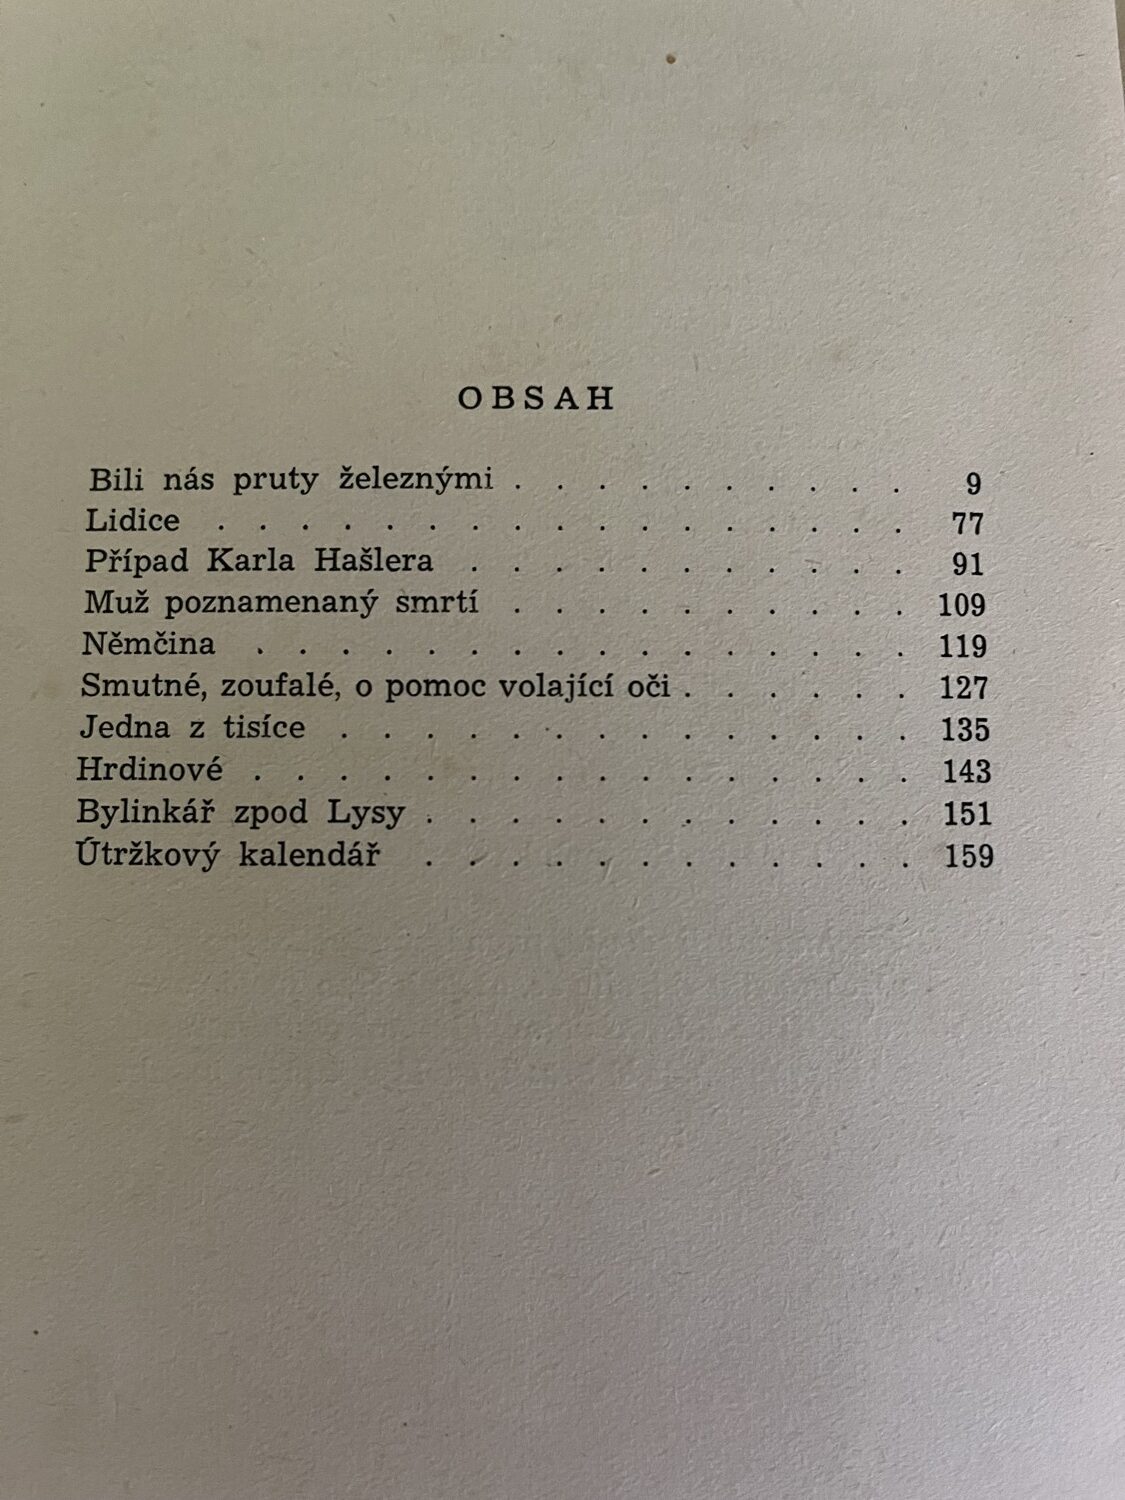 OBSAH
Bili nás pruty železnými . . . . . . . . . . 9
Lidice . . . . . . . . . . . . . . . . . 77
Případ Karla Hašlera . . . . . . . . . . . 91
Muž poznamenaný smrtí . . . . . . . . . . 109
Němčina . . . . . . . . . . . . . . . . 119
Smutné, zoufalé, o pomoc volající oči . . . . . . 127
Jedna z tisíce . . . . . . . . . . . . . . 135
Hrdinové . . . . . . . . . . . . . . . . 143
Bylinkář zpod Lysy . . . . . . . . . . . . 151
Útržkový kalendář . . . . . . . . . . . . 159